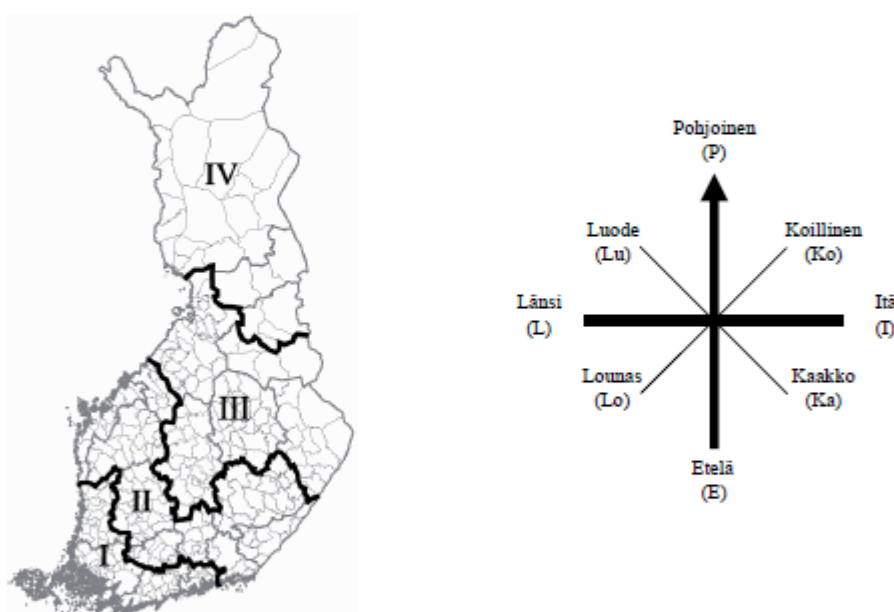 IV
III
II
I
Pohjoinen
(P)
Luode
(Lu)
Koillinen
(Ko)
Länsi
(L)
Itä
(I)
Lounas
(Lo)
Kaakko
(Ka)
Etelä
(E)